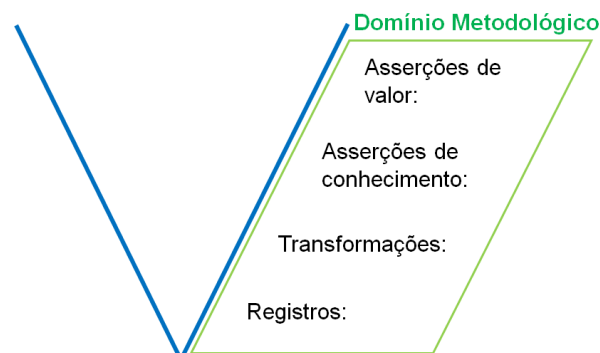 Domínio Metodológico
Asserções de
valor:
Asserções de
conhecimento:
Transformações:
Registros: